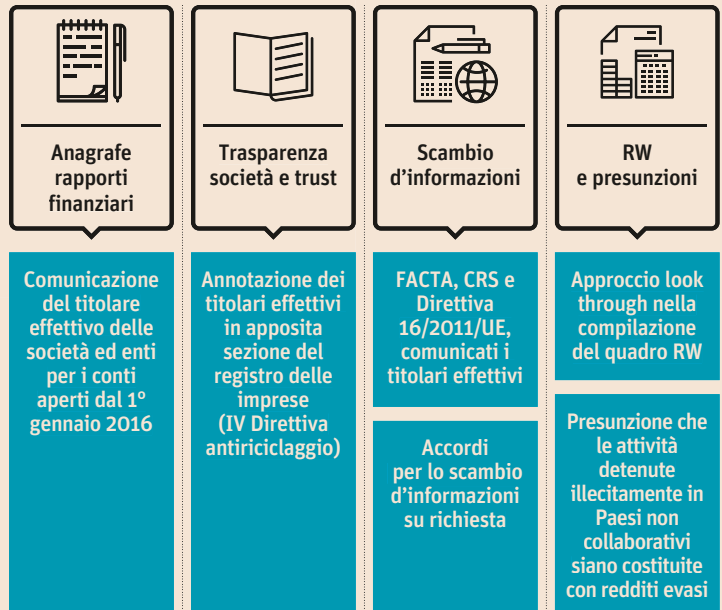 Anagrafe
rapporti
finanziari
Comunicazione
del titolare
effettivo delle
società ed enti
per i conti
aperti dal 1°
gennaio 2016
Trasparenza
società e trust
Annotazione dei
titolari effettivi
in apposita
sezione del
registro delle
imprese
(IV Direttiva
antiriciclaggio)
Scambio
d'informazioni
FACTA, CRS e
Direttiva
16/2011/UE,
comunicati i
titolari effettivi
Accordi
per lo scambio
d'informazioni
su richiesta
RW
e presunzioni
Approccio look
through nella
compilazione
del quadro RW
Presunzione che
le attività
detenute
illecitamente in
Paesi non
collaborativi
siano costituite
con redditi evasi